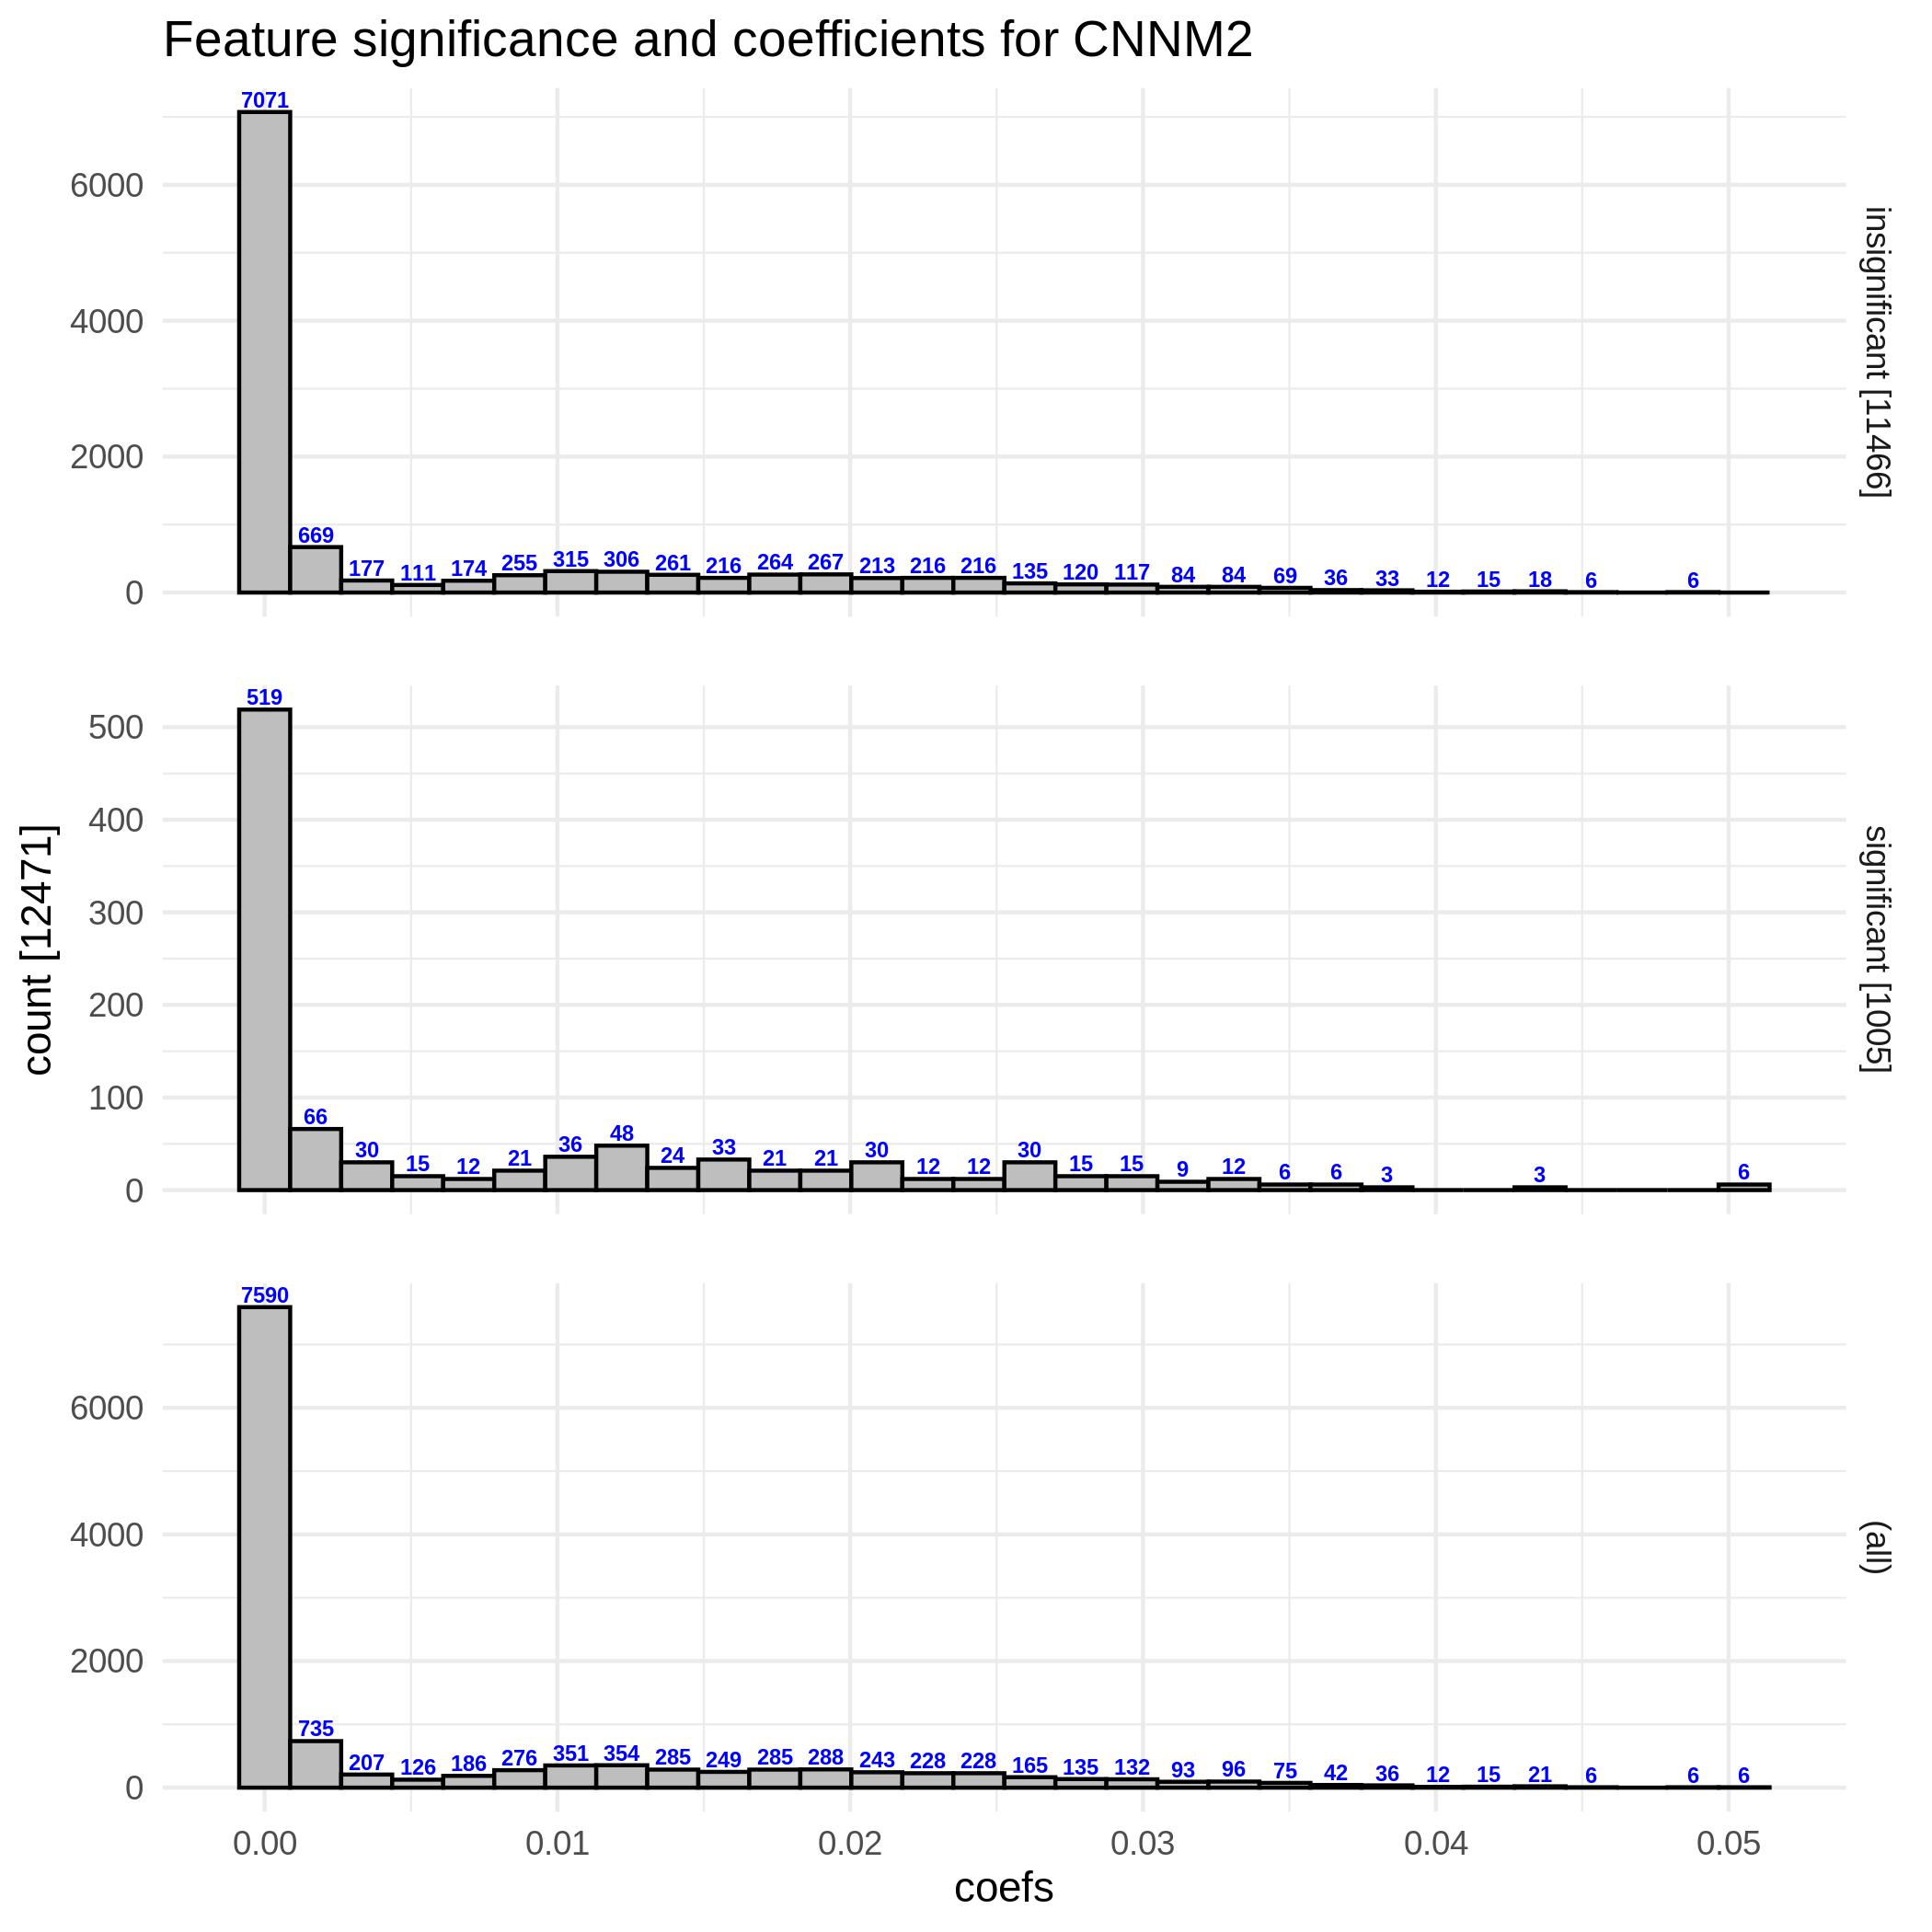 Feature significance and coefficients for CNNM2
7071
6000
4000
2000
0
669 177 111 174 255 315 306 261 216 264 267 213 216 216 135 120 117 84 84 69 36 33 12 15 18 6 6
insignificant [11466]
count [12471]
519
500
400
300
200
100
0
66 30 15 12 21 36 48 24 33 21 21 30 12 12 30 15 15 9 12 6 6 3 3 6
significant [1005]
7590
6000
4000
2000
0
735 207 126 186 276 351 354 285 249 285 288 243 228 228 165 135 132 93 96 75 42 36 12 15 21 6 6 6
(all)
0.00 0.01 0.02 0.03 0.04 0.05
coefs